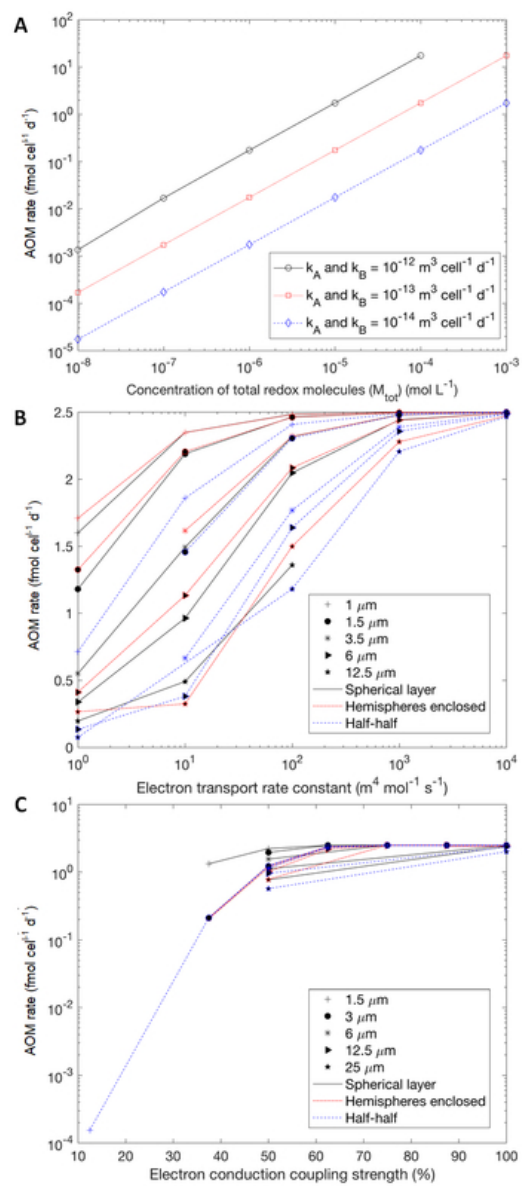 A
10^2
10^1
10^0
10^-1
10^-2
10^-3
10^-4
10^-5
AOM rate (fmol cel^l-1 d^-1)
k_A and k_B = 10^-12 m^3 cell^-1 d^-1
k_A and k_B = 10^-13 m^3 cell^-1 d^-1
k_A and k_B = 10^-14 m^3 cell^-1 d^-1
10^-8 10^-7 10^-6 10^-5 10^-4 10^-3
Concentration of total redox molecules (M_tot) (mol L^-1)
B
2.5
2
1.5
1
0.5
0
AOM rate (fmol cel^l-1 d^-1)
1 μm
1.5 μm
3.5 μm
6 μm
12.5 μm
Spherical layer
Hemispheres enclosed
Half-half
10^0 10^1 10^2 10^3 10^4
Electron transport rate constant (m^4 mol^-1 s^-1)
C
10^1
10^0
10^-1
10^-2
10^-3
10^-4
AOM rate (fmol cel^l-1 d^-1)
1.5 μm
3 μm
6 μm
12.5 μm
25 μm
Spherical layer
Hemispheres enclosed
Half-half
10 20 30 40 50 60 70 80 90 100
Electron conduction coupling strength (%)